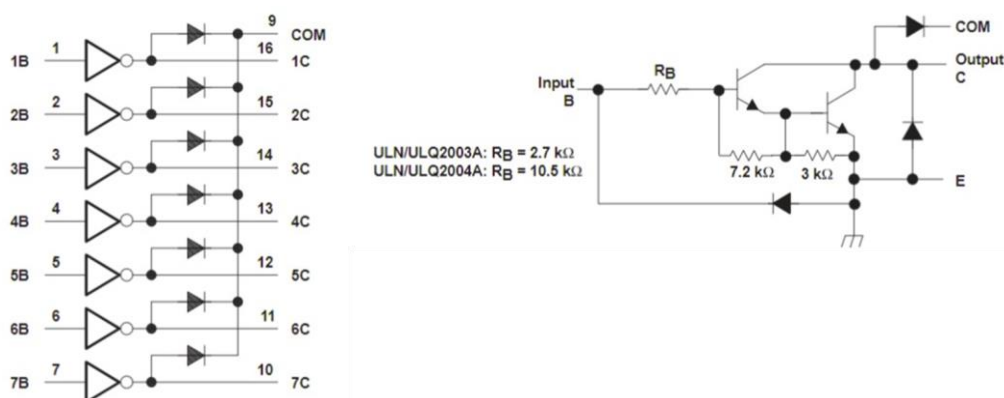 9 COM
1B 1 16 1C
2B 2 15 2C
3B 3 14 3C
4B 4 13 4C
5B 5 12 5C
6B 6 11 6C
7B 7 10 7C
COM
Output
C
Input
B
RB
ULN/ULQ2003A: RB = 2.7 kΩ
ULN/ULQ2004A: RB = 10.5 kΩ
7.2 kΩ 3 kΩ
E